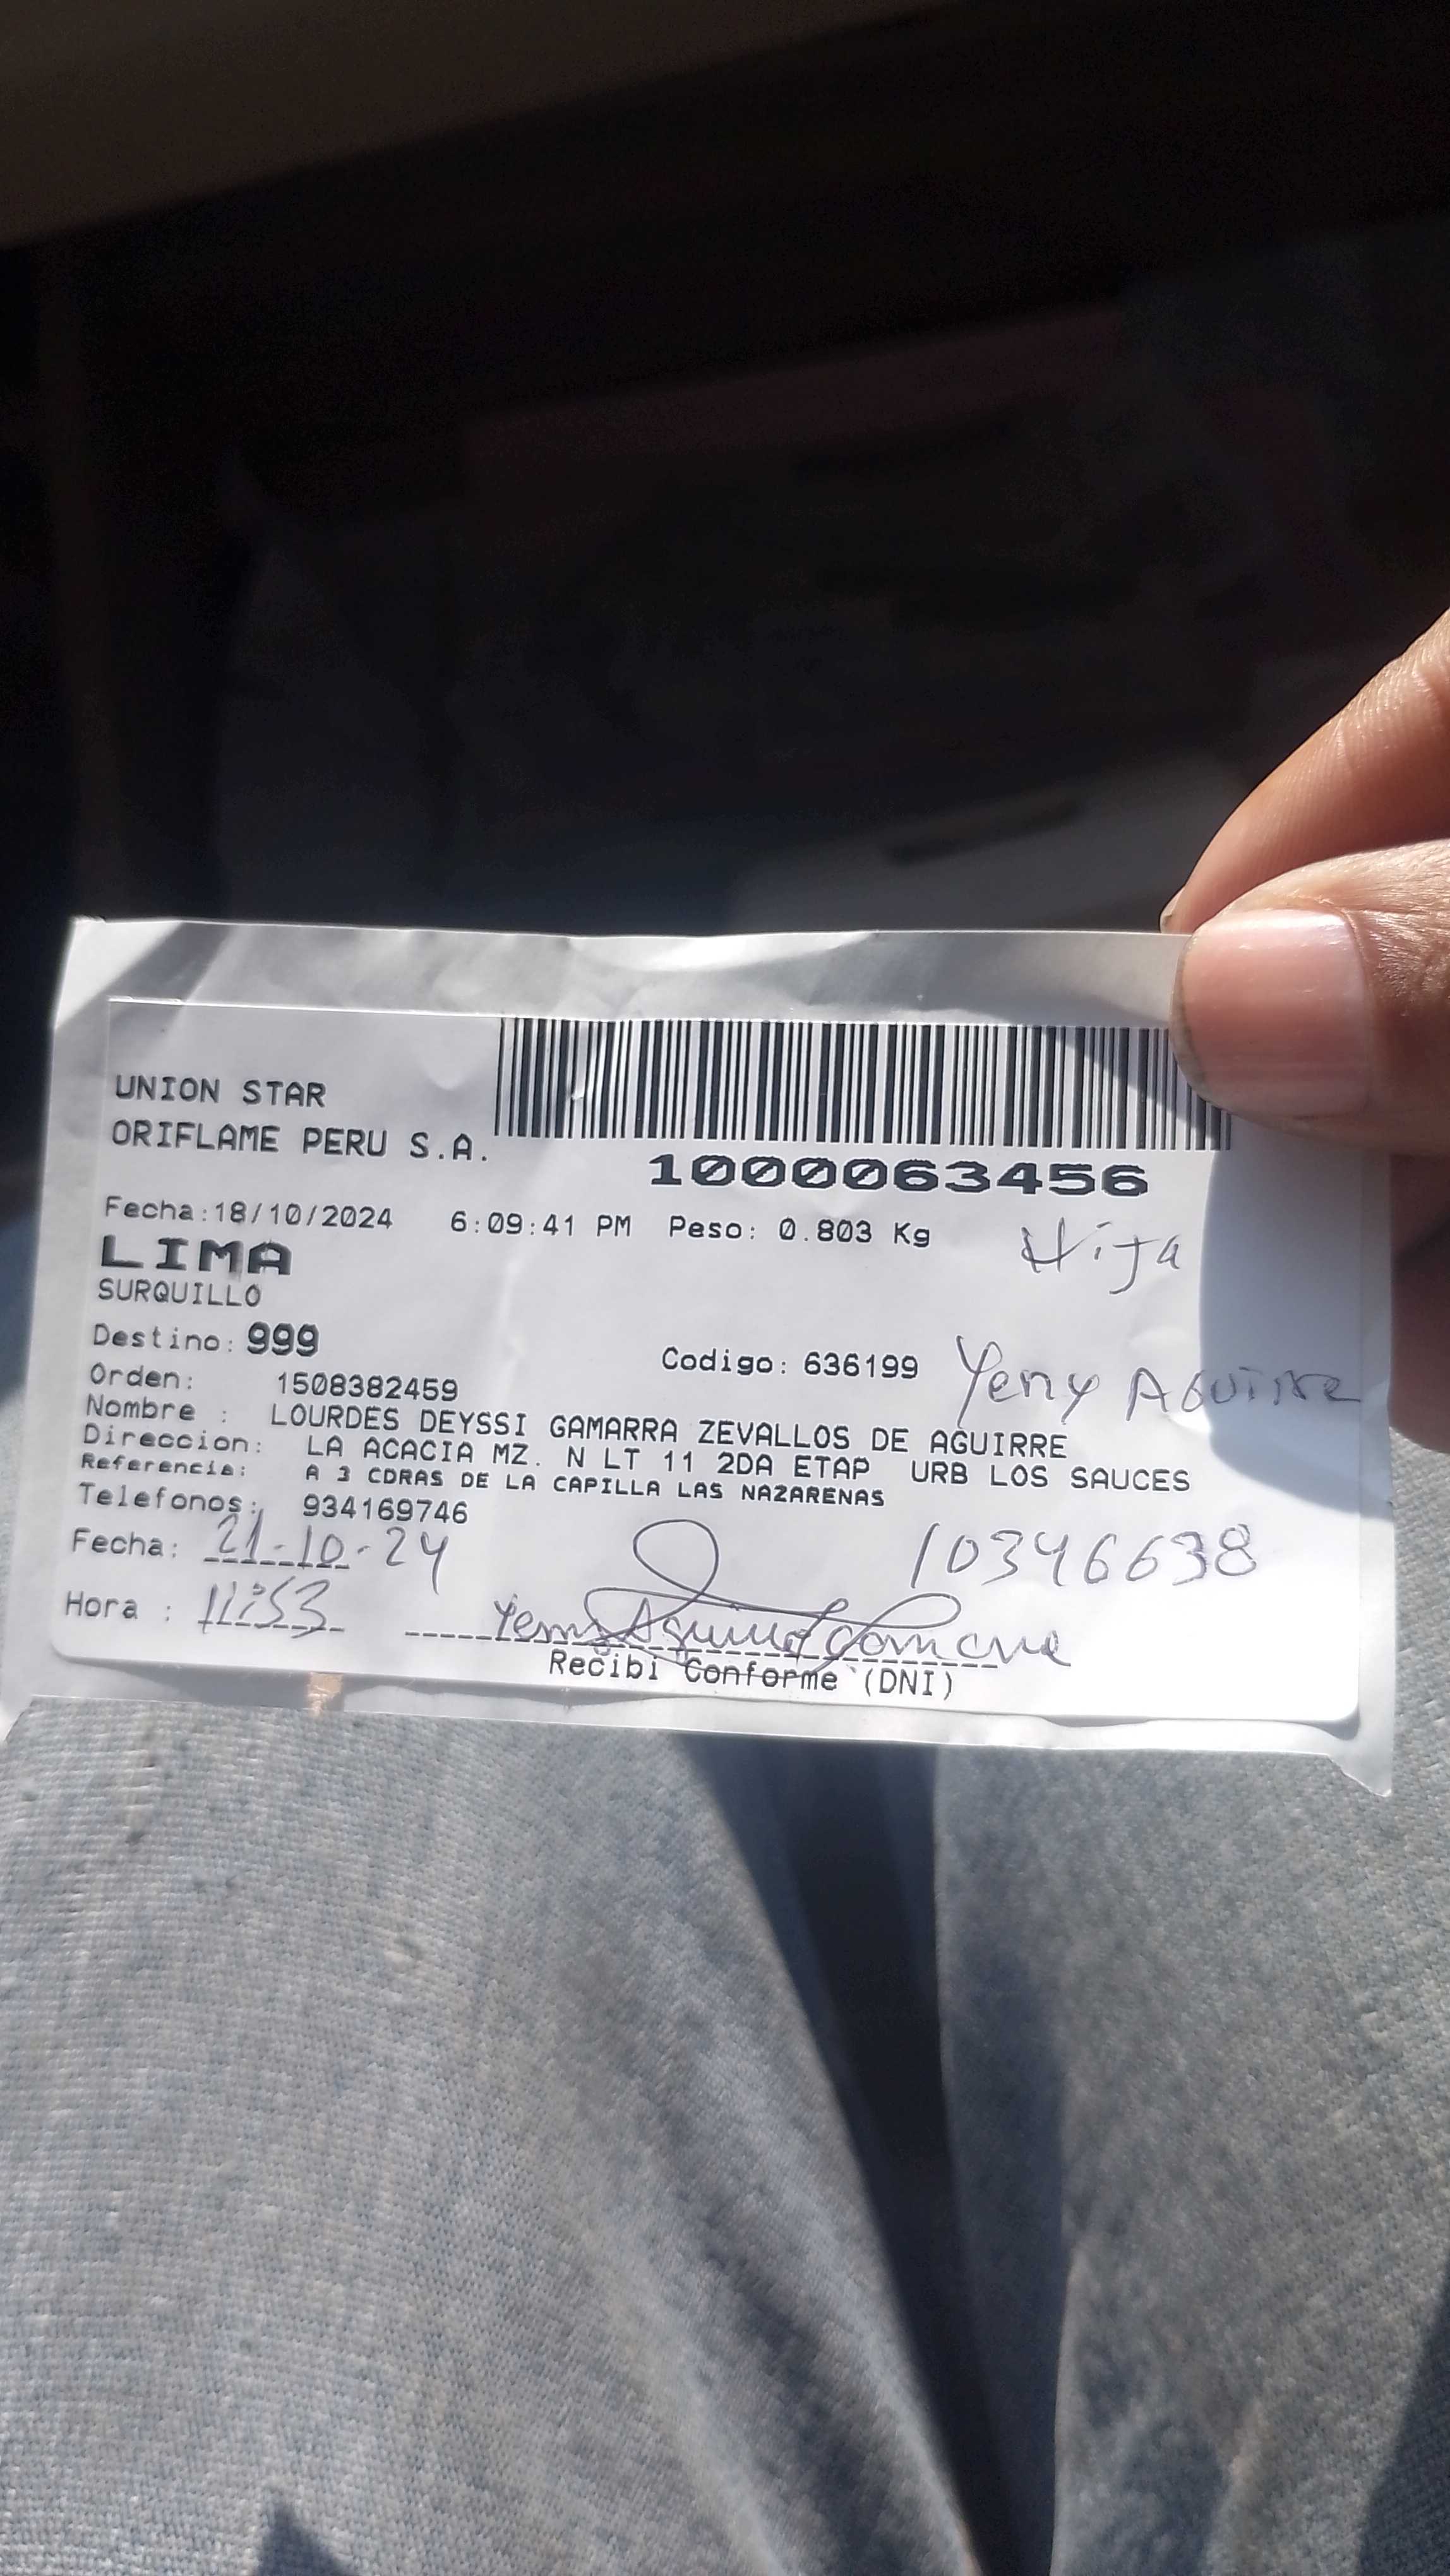 UNION STAR
ORIFLAME PERU S.A.
1000063456
Fecha:18/10/2024 6:09:41 PM Peso: 0.803 Kg
Hija
LIMA
SURQUILLO
Destino: 999
Codigo: 636199 Yeny Aguirre
Orden: 1508382459
Nombre : LOURDES DEYSSI GAMARRA ZEVALLOS DE AGUIRRE
Direccion: LA ACACIA MZ. N LT 11 2DA ETAP URB LOS SAUCES
Referencia: A 3 CDRAS DE LA CAPILLA LAS NAZARENAS
Telefonos: 934169746
Fecha: 21-10-24 10346638
Hora : 11:53 Yeny Aguirre
Recibi Conforme (DNI)